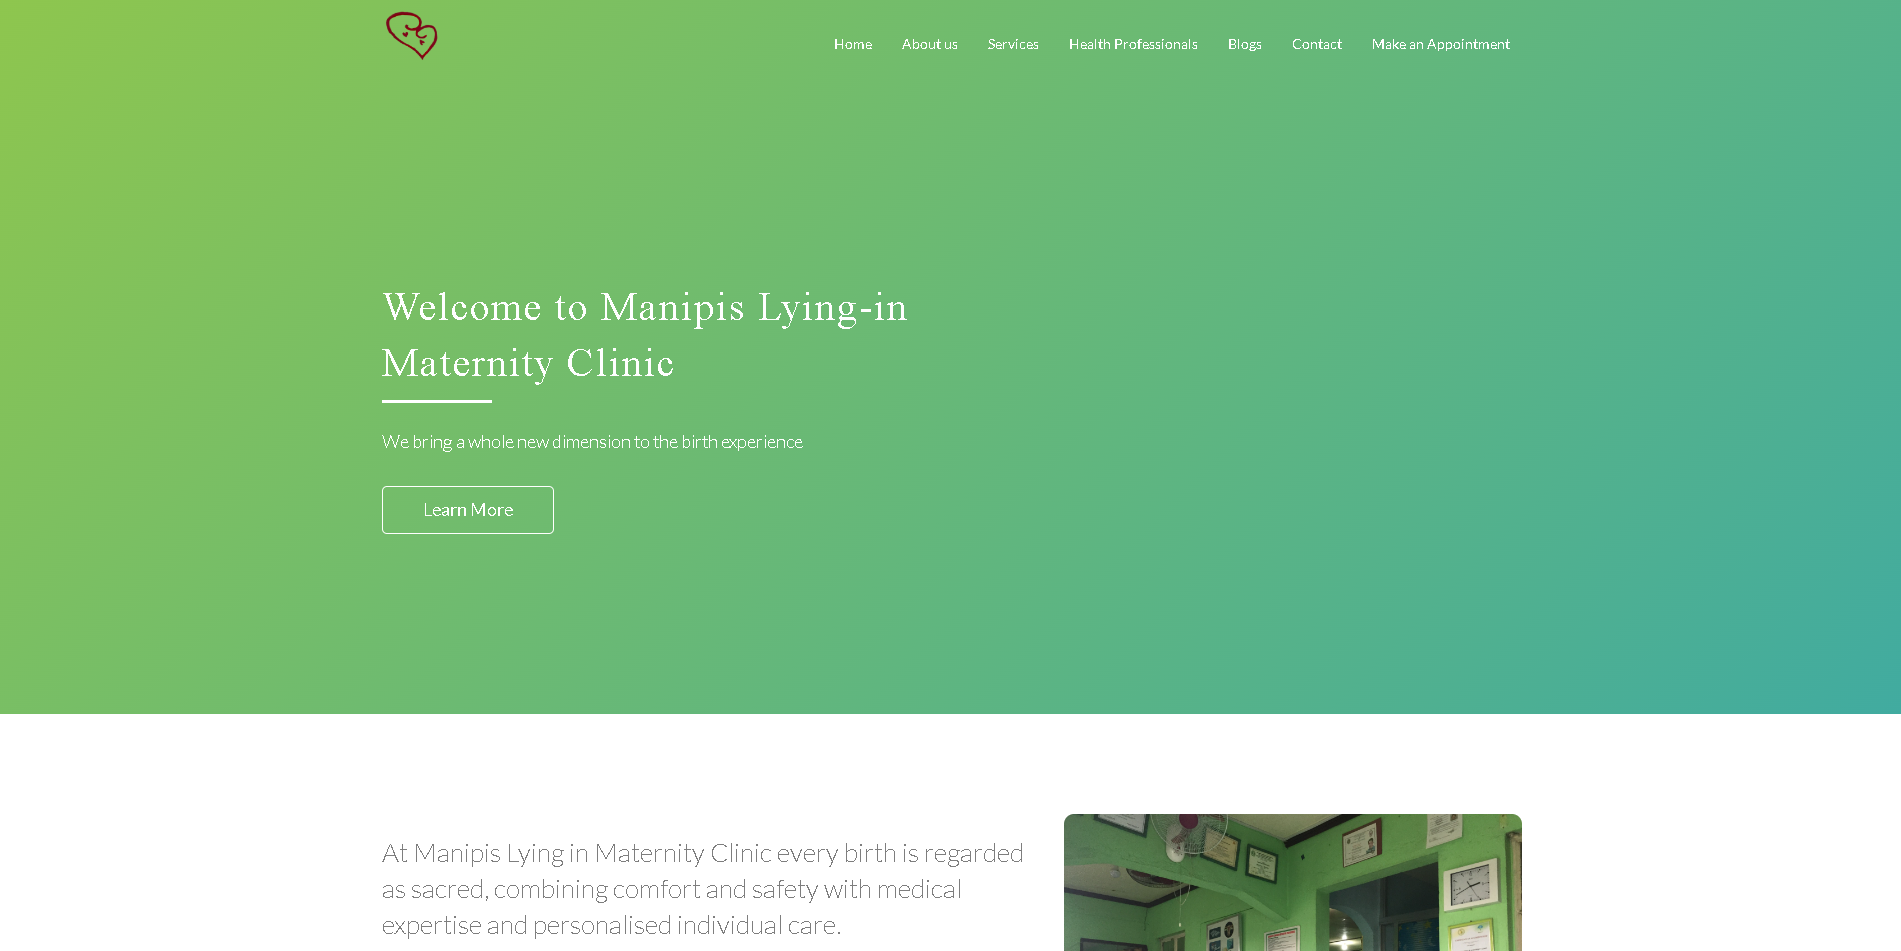 Home
About us
Services
Health Professionals
Blogs
Contact
Make an Appointment
Welcome to Manipis Lying-in
Maternity Clinic
We bring a whole new dimension to the birth experience
Learn More
At Manipis Lying in Maternity Clinic every birth is regarded
as sacred, combining comfort and safety with medical
expertise and personalised individual care.